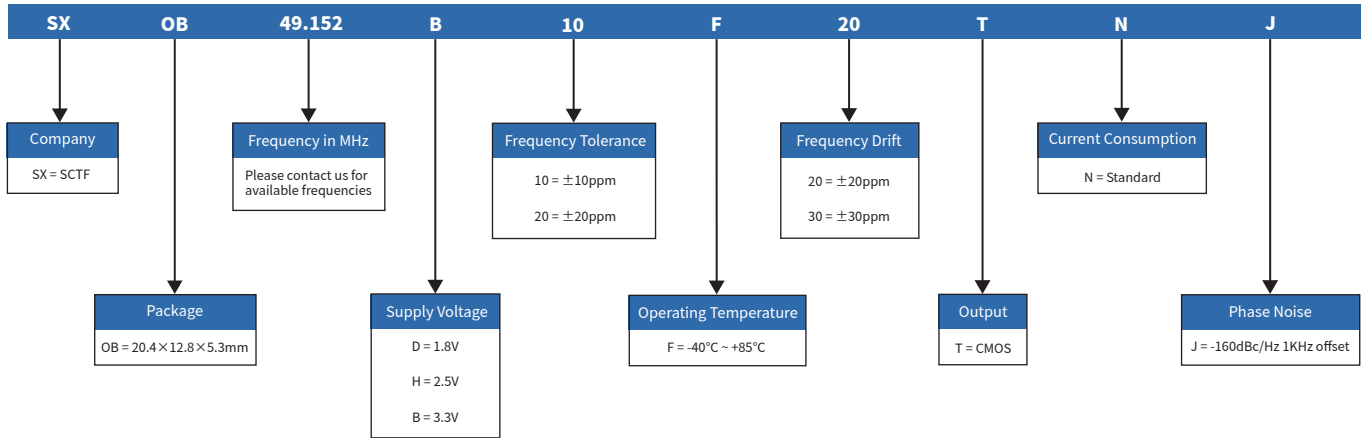 SX OB 49.152 B 10 F 20 T N J
Company
SX = SCTF
Frequency in MHz
Please contact us for
available frequencies
Frequency Tolerance
10 = ±10ppm
20 = ±20ppm
Frequency Drift
20 = ±20ppm
30 = ±30ppm
Current Consumption
N = Standard
Package
OB = 20.4×12.8×5.3mm
Supply Voltage
D = 1.8V
H = 2.5V
B = 3.3V
Operating Temperature
F = -40℃ ~ +85℃
Output
T = CMOS
Phase Noise
J = -160dBc/Hz 1KHz offset